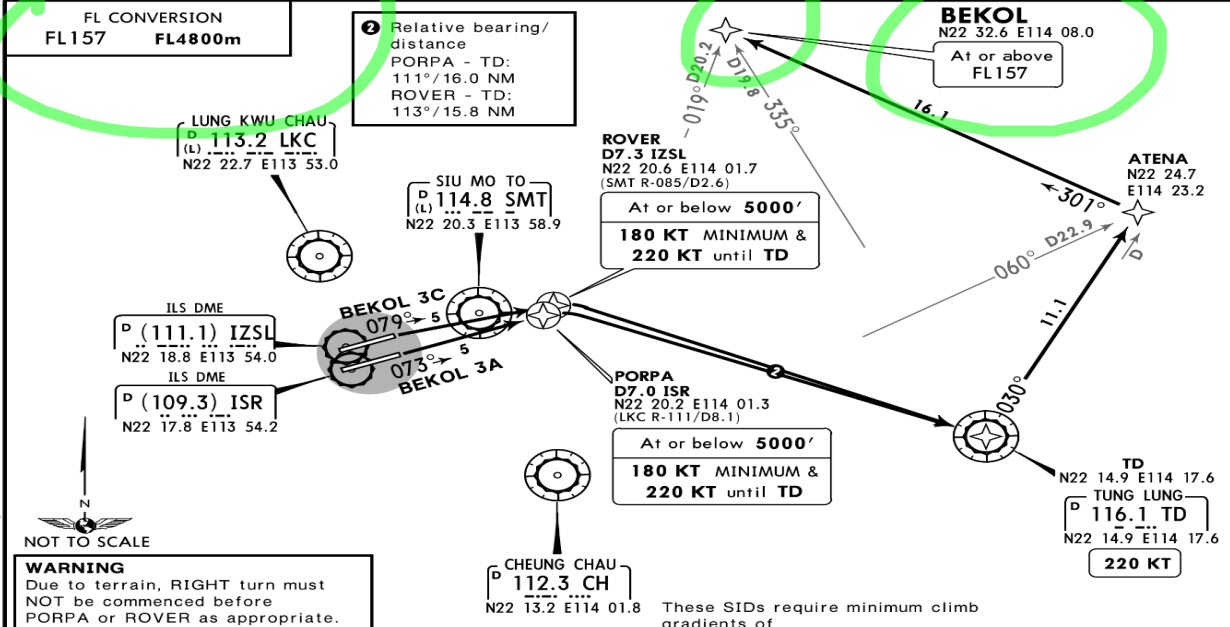 FL CONVERSION
FL157 FL4800m
❷ Relative bearing/
distance
PORPA - TD:
111°/16.0 NM
ROVER - TD:
113°/15.8 NM
BEKOL
N22 32.6 E114 08.0
At or above
FL157
D20.2
019°
D19.8
335°
16.1
LUNG KWU CHAU
D
(L) 113.2 LKC
N22 22.7 E113 53.0
SIU MO TO
D
(L) 114.8 SMT
N22 20.3 E113 58.9
ROVER
D7.3 IZSL
N22 20.6 E114 01.7
(SMT R-085/D2.6)
At or below 5000'
180 KT MINIMUM &
220 KT until TD
ATENA
N22 24.7
E114 23.2
301°
060° D22.9
D
11.1
030°
ILS DME
D (111.1) IZSL
N22 18.8 E113 54.0
ILS DME
D (109.3) ISR
N22 17.8 E113 54.2
BEKOL 3C
079° 5
073° 5
BEKOL 3A
❷
PORPA
D7.0 ISR
N22 20.2 E114 01.3
(LKC R-111/D8.1)
At or below 5000'
180 KT MINIMUM &
220 KT until TD
TD
N22 14.9 E114 17.6
TUNG LUNG
D 116.1 TD
N22 14.9 E114 17.6
220 KT
CHEUNG CHAU
D 112.3 CH
N22 13.2 E114 01.8
N
NOT TO SCALE
WARNING
Due to terrain, RIGHT turn must
NOT be commenced before
PORPA or ROVER as appropriate.
These SIDs require minimum climb
gradients of